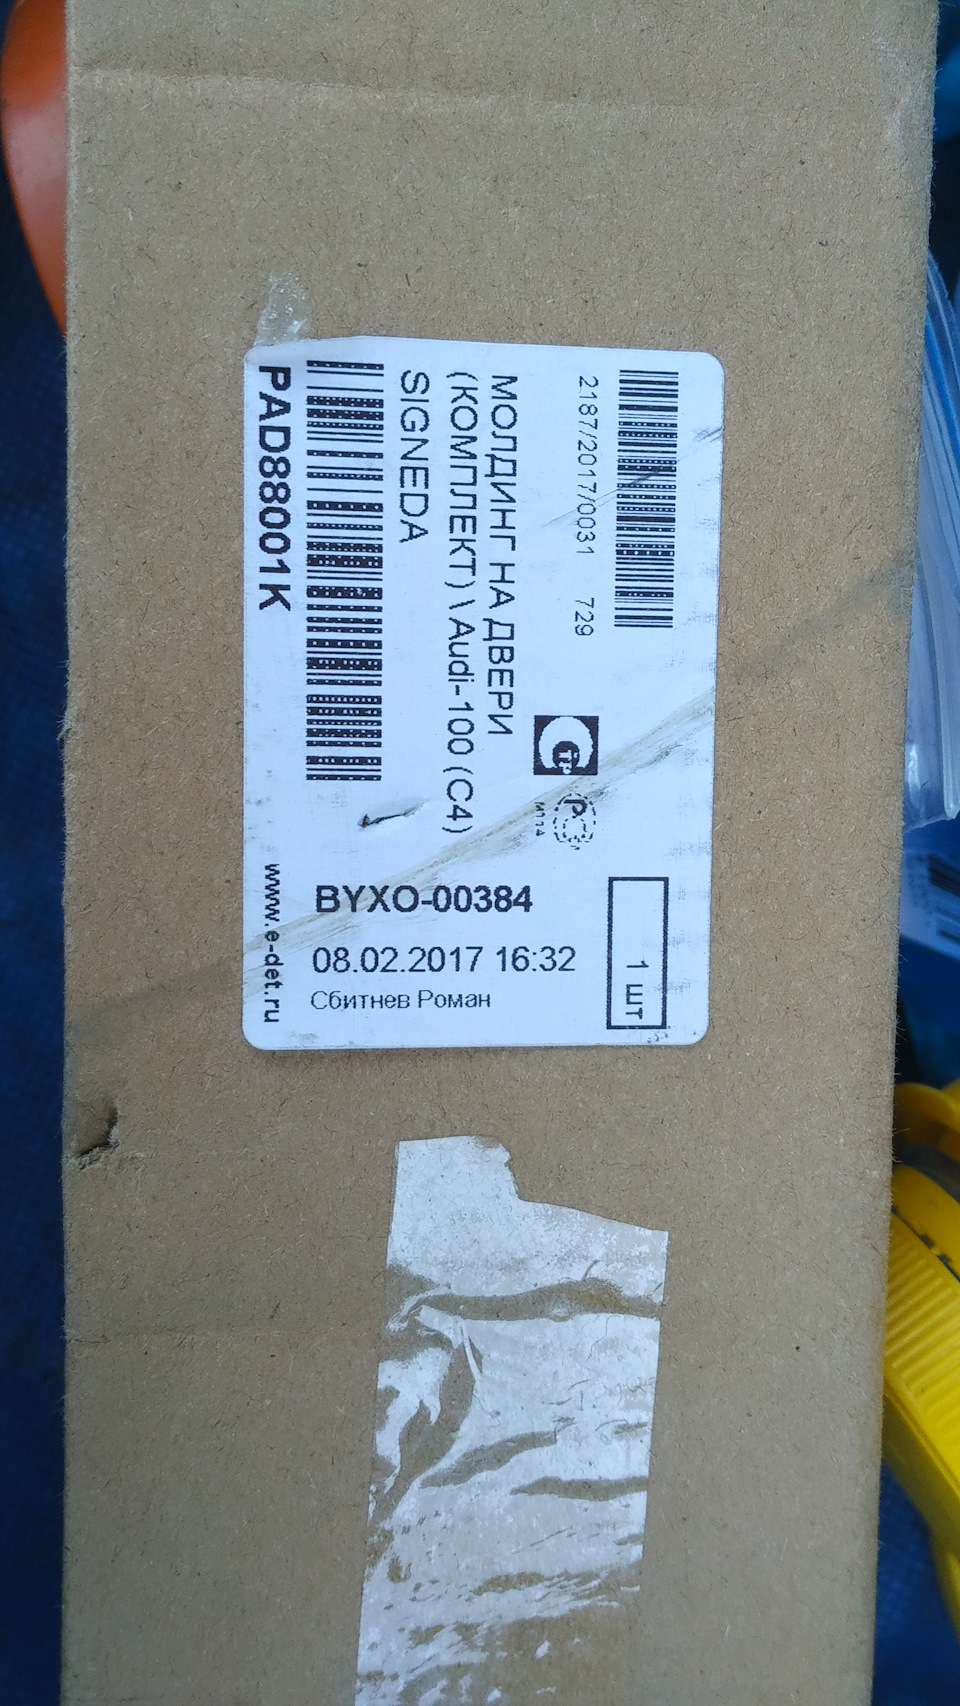 2187/2017/0031 729
МОЛДИНГ НА ДВЕРИ
(КОМПЛЕКТ) \ Audi-100 (C4)
SIGNEDA
PAD88001K
www.e-det.ru
BYXO-00384
08.02.2017 16:32
Сбитнев Роман
1 шт